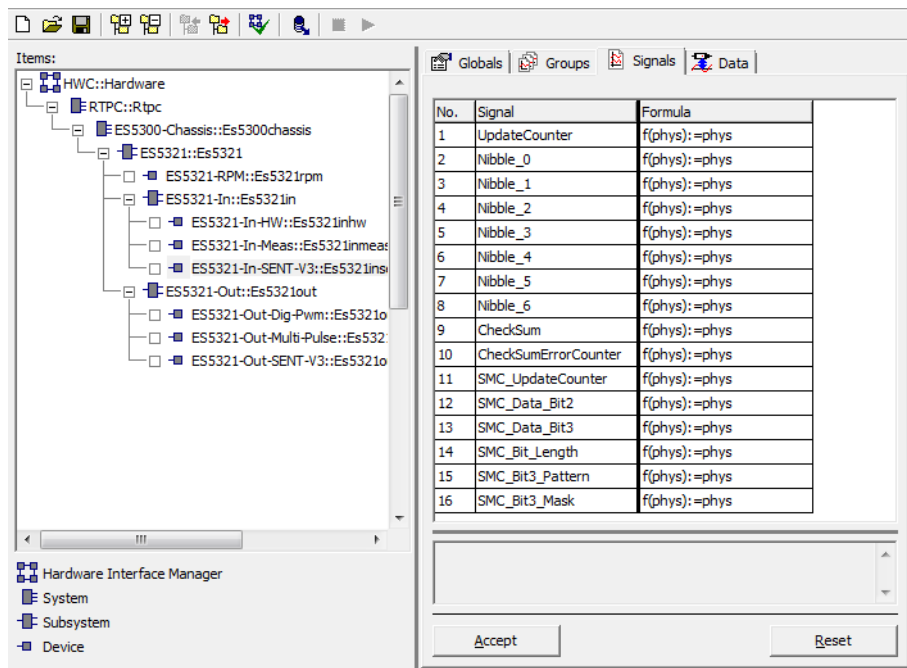 Items:
HWC::Hardware
RTPC::Rtpc
ES5300-Chassis::Es5300chassis
ES5321::Es5321
ES5321-RPM::Es5321rpm
ES5321-In::Es5321in
ES5321-In-HW::Es5321inhw
ES5321-In-Meas::Es5321inmeas
ES5321-In-SENT-V3::Es5321inse
ES5321-Out::Es5321out
ES5321-Out-Dig-Pwm::Es5321o
ES5321-Out-Multi-Pulse::Es532
ES5321-Out-SENT-V3::Es5321o
Hardware Interface Manager
System
Subsystem
Device
Globals Groups Signals Data
No. Signal Formula
1 UpdateCounter f(phys):=phys
2 Nibble_0 f(phys):=phys
3 Nibble_1 f(phys):=phys
4 Nibble_2 f(phys):=phys
5 Nibble_3 f(phys):=phys
6 Nibble_4 f(phys):=phys
7 Nibble_5 f(phys):=phys
8 Nibble_6 f(phys):=phys
9 CheckSum f(phys):=phys
10 CheckSumErrorCounter f(phys):=phys
11 SMC_UpdateCounter f(phys):=phys
12 SMC_Data_Bit2 f(phys):=phys
13 SMC_Data_Bit3 f(phys):=phys
14 SMC_Bit_Length f(phys):=phys
15 SMC_Bit3_Pattern f(phys):=phys
16 SMC_Bit3_Mask f(phys):=phys
Accept Reset